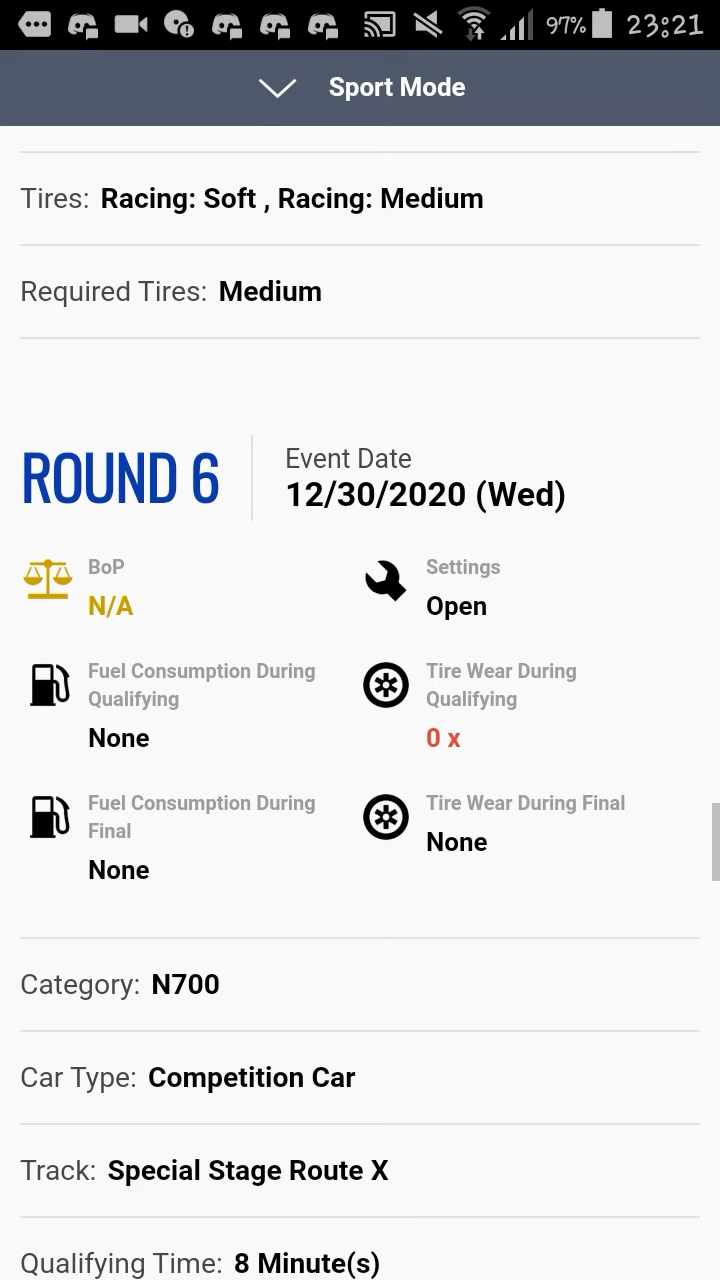 97% 23:21
Sport Mode
Tires: Racing: Soft , Racing: Medium
Required Tires: Medium
ROUND 6
Event Date
12/30/2020 (Wed)
BoP
N/A
Settings
Open
Fuel Consumption During
Qualifying
None
Tire Wear During
Qualifying
0 x
Fuel Consumption During
Final
None
Tire Wear During Final
None
Category: N700
Car Type: Competition Car
Track: Special Stage Route X
Qualifying Time: 8 Minute(s)